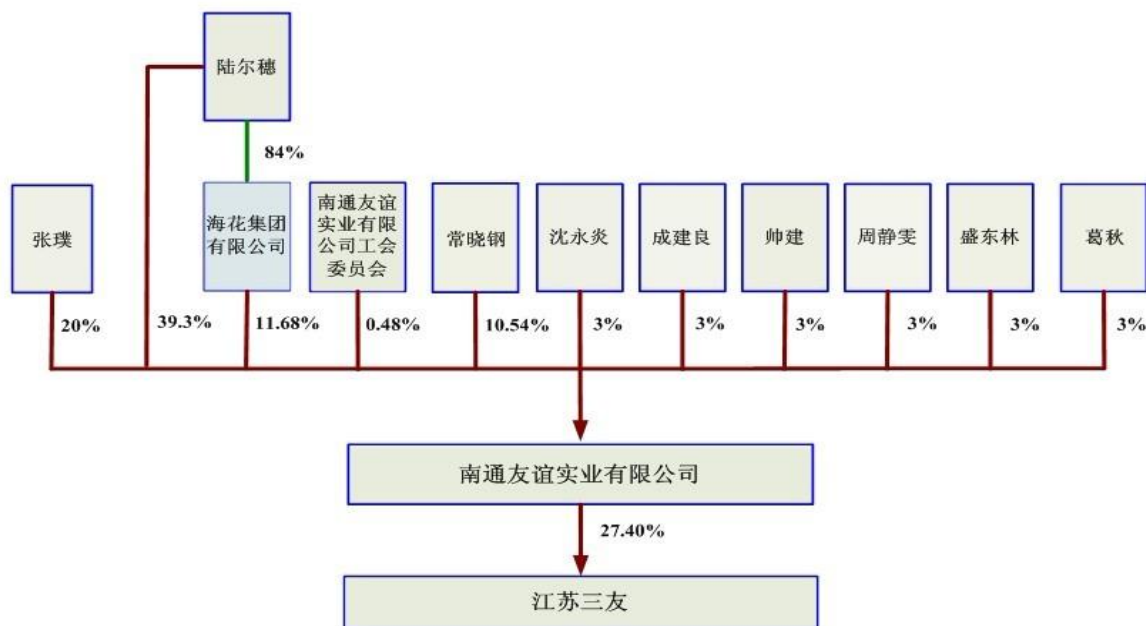 陆尔穗
84%
张璞
海花集团
有限公司
南通友谊
实业有限
公司工会
委员会
常晓钢
沈永炎
成建良
帅建
周静雯
盛东林
葛秋
20%
39.3%
11.68%
0.48%
10.54%
3%
3%
3%
3%
3%
3%
南通友谊实业有限公司
27.40%
江苏三友